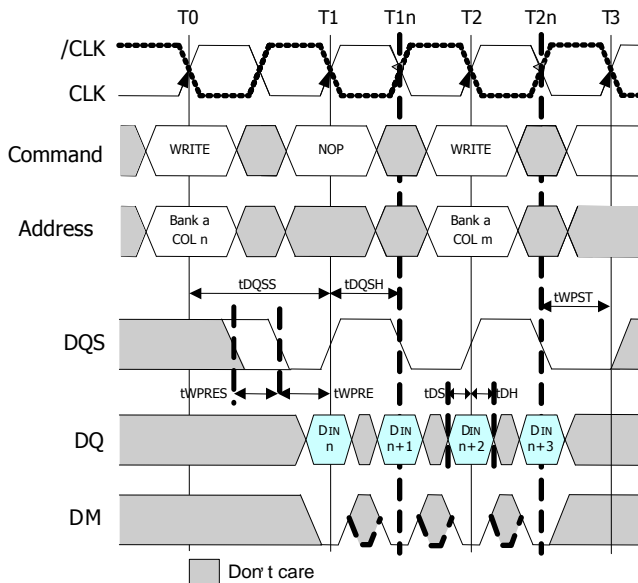 T0 T1 T1n T2 T2n T3
/CLK
CLK
Command WRITE NOP WRITE
Address Bank a COL n Bank a COL m
tDQSS tDQSH tWPST
DQS
tWPRES tWPRE tDS tDH
DQ DIN n DIN n+1 DIN n+2 DIN n+3
DM
Don't care